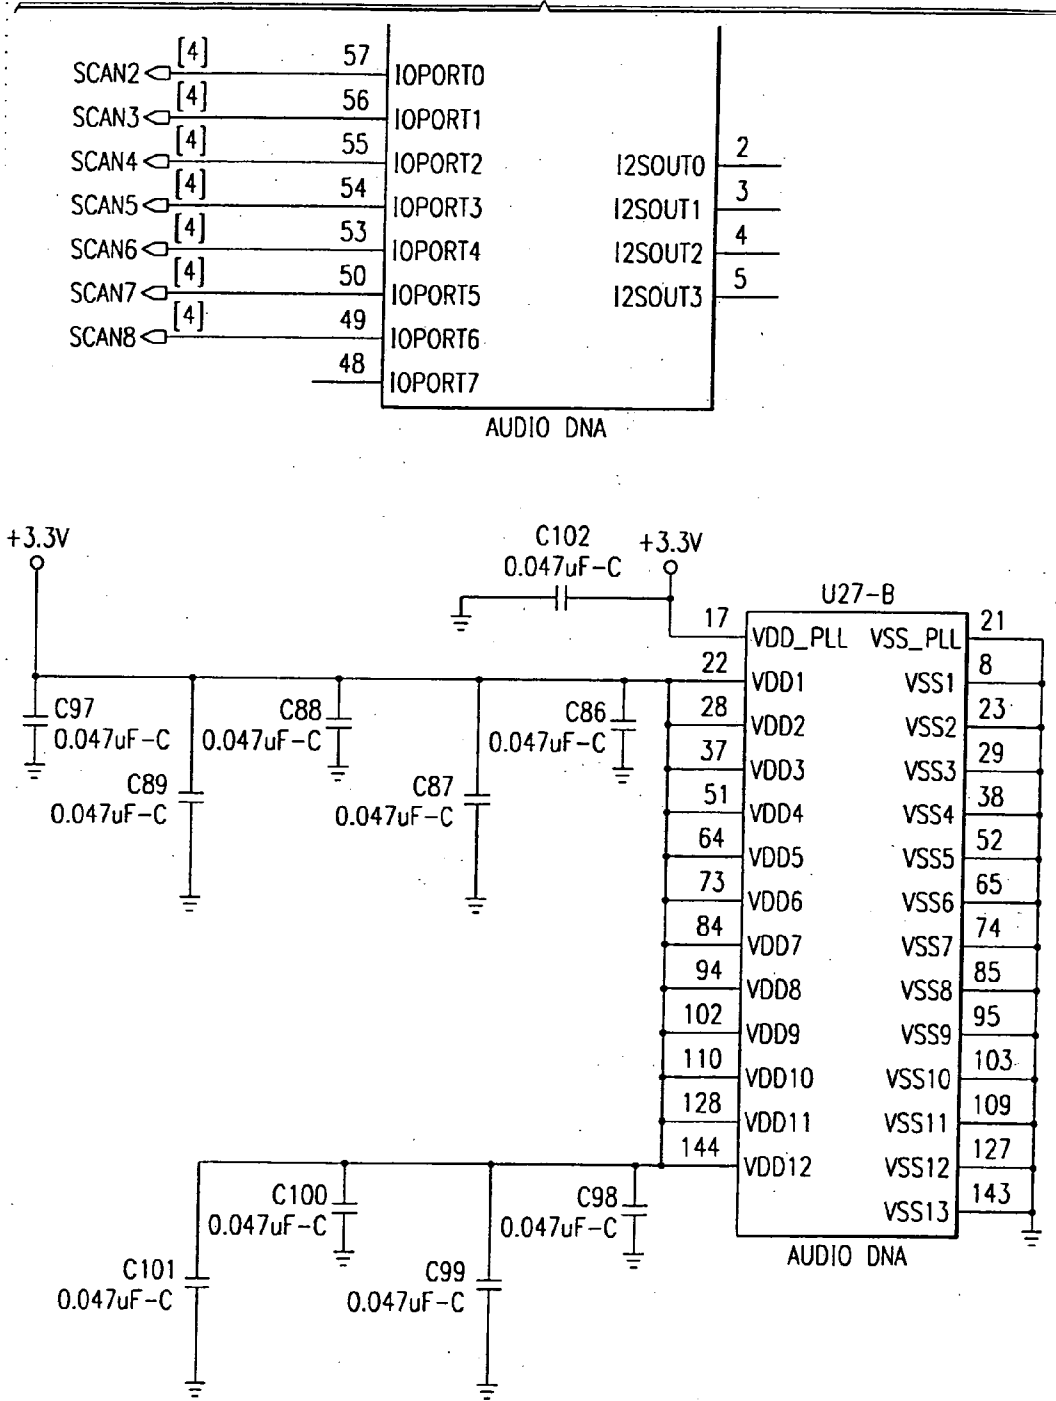 [4] 57
SCAN2 IOPORT0
[4] 56
SCAN3 IOPORT1
[4] 55
SCAN4 IOPORT2
[4] 54
SCAN5 IOPORT3
[4] 53
SCAN6 IOPORT4
[4] 50
SCAN7 IOPORT5
[4] 49
SCAN8 IOPORT6
48
IOPORT7
2
I2SOUT0
3
I2SOUT1
4
I2SOUT2
5
I2SOUT3
AUDIO DNA
+3.3V
C102
0.047uF-C
+3.3V
U27-B
17 VDD_PLL VSS_PLL 21
22 VDD1 VSS1 8
28 VDD2 VSS2 23
37 VDD3 VSS3 29
51 VDD4 VSS4 38
64 VDD5 VSS5 52
73 VDD6 VSS6 65
84 VDD7 VSS7 74
94 VDD8 VSS8 85
102 VDD9 VSS9 95
110 VDD10 VSS10 103
128 VDD11 VSS11 109
144 VDD12 VSS12 127
VSS13 143
AUDIO DNA
C97
0.047uF-C
C88
0.047uF-C
C86
0.047uF-C
C89
0.047uF-C
C87
0.047uF-C
C100
0.047uF-C
C98
0.047uF-C
C101
0.047uF-C
C99
0.047uF-C